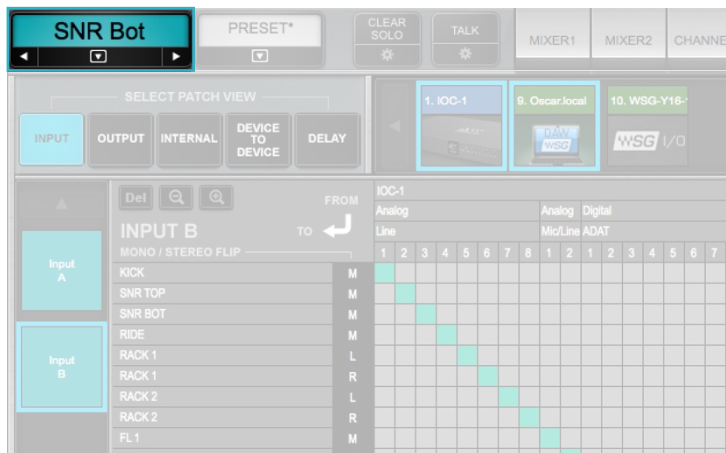 SNR Bot
PRESET*
CLEAR
SOLO
TALK
MIXER1
MIXER2
CHANNE
SELECT PATCH VIEW
INPUT
OUTPUT
INTERNAL
DEVICE
TO
DEVICE
DELAY
1. IOC-1
9. Oscar.local
DAW
WSG
10. WSG-Y16-
WSG I/O
Input
A
Input
B
Del
FROM
INPUT B
TO
MONO / STEREO FLIP
IOC-1
Analog Analog Digital
Line Mic/Line ADAT
1 2 3 4 5 6 7 8 1 2 1 2 3 4 5 6 7
KICK M
SNR TOP M
SNR BOT M
RIDE M
RACK 1 L
RACK 1 R
RACK 2 L
RACK 2 R
FL 1 M